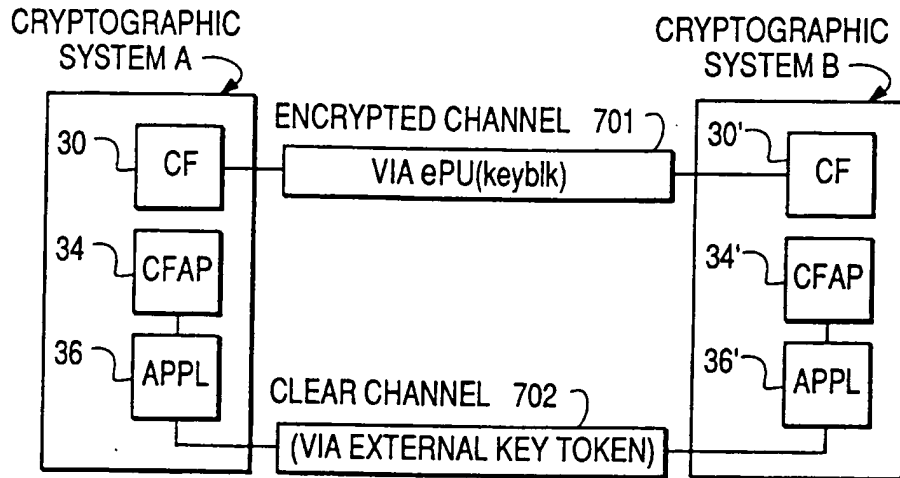 CRYPTOGRAPHIC
SYSTEM A
CRYPTOGRAPHIC
SYSTEM B
ENCRYPTED CHANNEL 701
30
CF
VIA ePU(keyblk)
30'
CF
34
CFAP
34'
CFAP
36
APPL
36'
APPL
CLEAR CHANNEL 702
(VIA EXTERNAL KEY TOKEN)